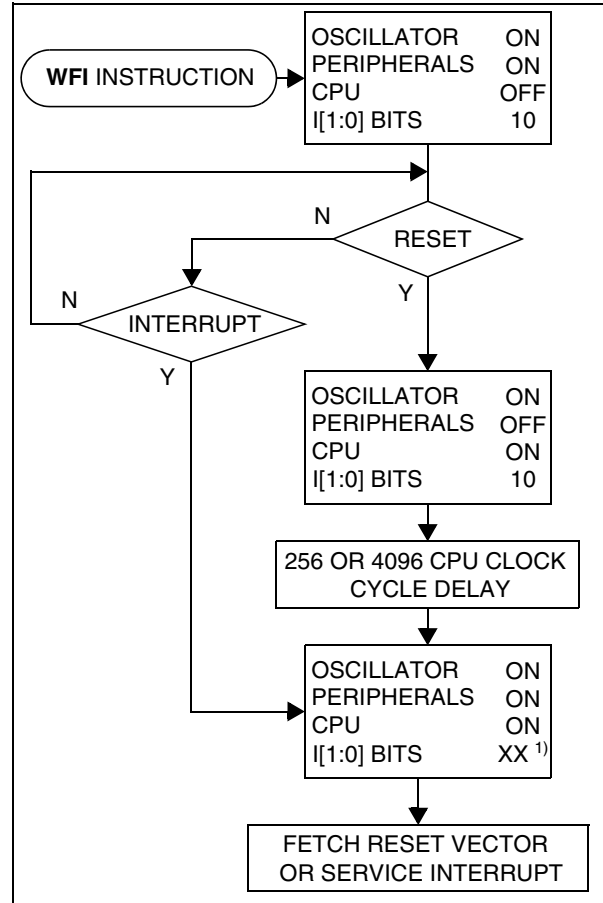 WFI INSTRUCTION
OSCILLATOR ON
PERIPHERALS ON
CPU OFF
I[1:0] BITS 10
N
RESET
Y
N
INTERRUPT
Y
OSCILLATOR ON
PERIPHERALS OFF
CPU ON
I[1:0] BITS 10
256 OR 4096 CPU CLOCK
CYCLE DELAY
OSCILLATOR ON
PERIPHERALS ON
CPU ON
I[1:0] BITS XX 1)
FETCH RESET VECTOR
OR SERVICE INTERRUPT